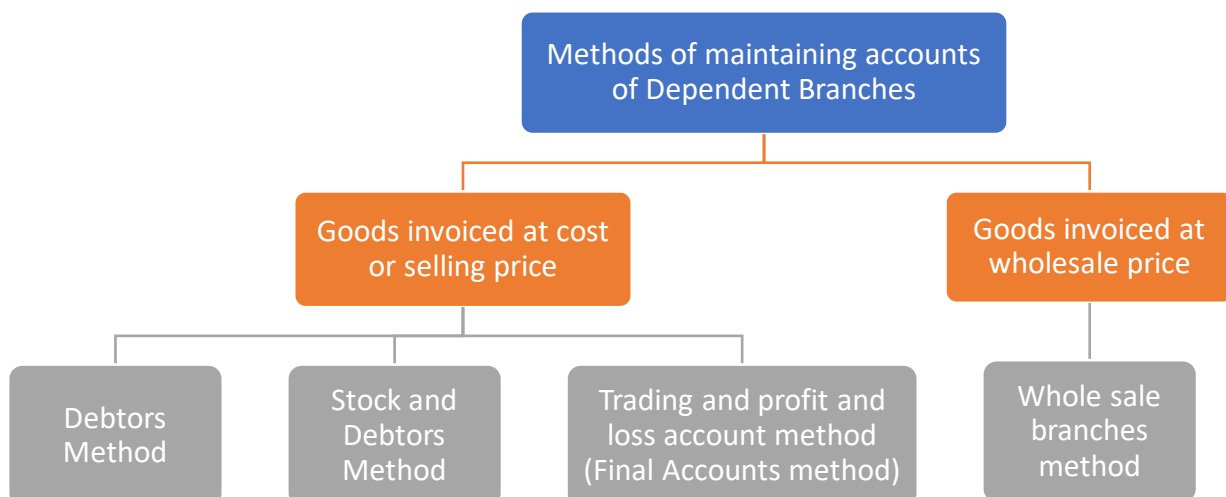 Methods of maintaining accounts
of Dependent Branches
Goods invoiced at cost
or selling price
Goods invoiced at
wholesale price
Debtors
Method
Stock and
Debtors
Method
Trading and profit and
loss account method
(Final Accounts method)
Whole sale
branches
method